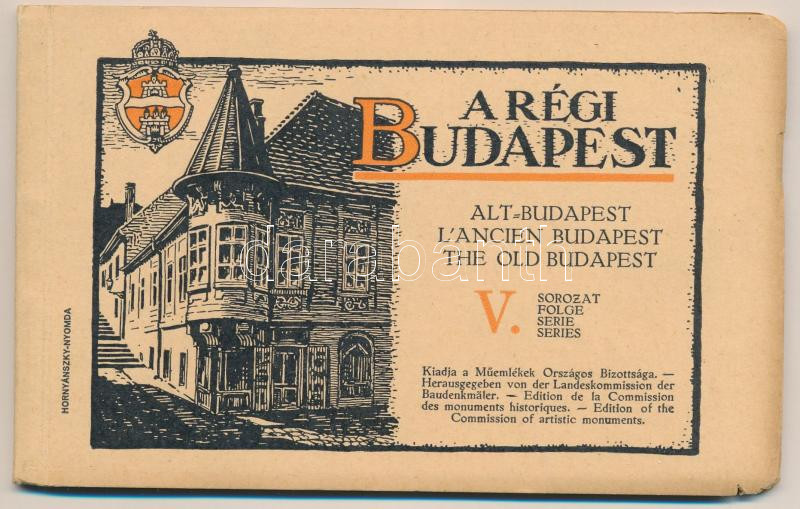 A RÉGI
BUDAPEST
ALT=BUDAPEST
L'ANCIEN BUDAPEST
THE OLD BUDAPEST
V.
SOROZAT
FOLGE
SERIE
SERIES
Kiadja a Műemlékek Országos Bizottsága. —
Herausgegeben von der Landeskommission der
Baudenkmäler. — Edition de la Commission
des monuments historiques. — Edition of the
Commission of artistic monuments.
HORNYÁNSZKY-NYOMDA
darabanth